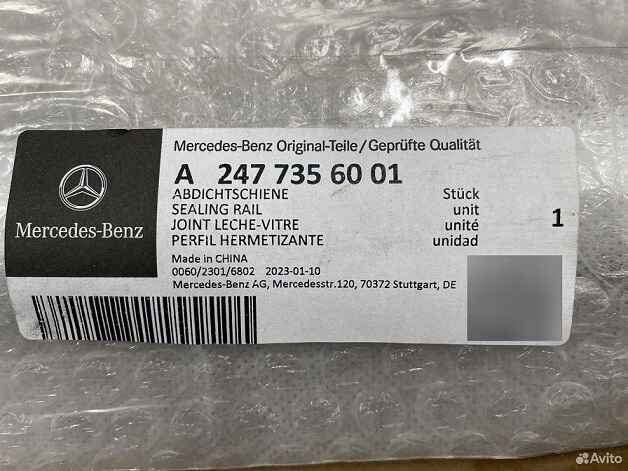 Mercedes-Benz Original-Teile/Geprüfte Qualität
A 247 735 60 01
ABDICHTSCHIENE Stück
SEALING RAIL unit
JOINT LECHE-VITRE unité
PERFIL HERMETIZANTE unidad
1
Mercedes-Benz
Made in CHINA
0060/2301/6802 2023-01-10
Mercedes-Benz AG, Mercedesstr.120, 70372 Stuttgart, DE
Avito